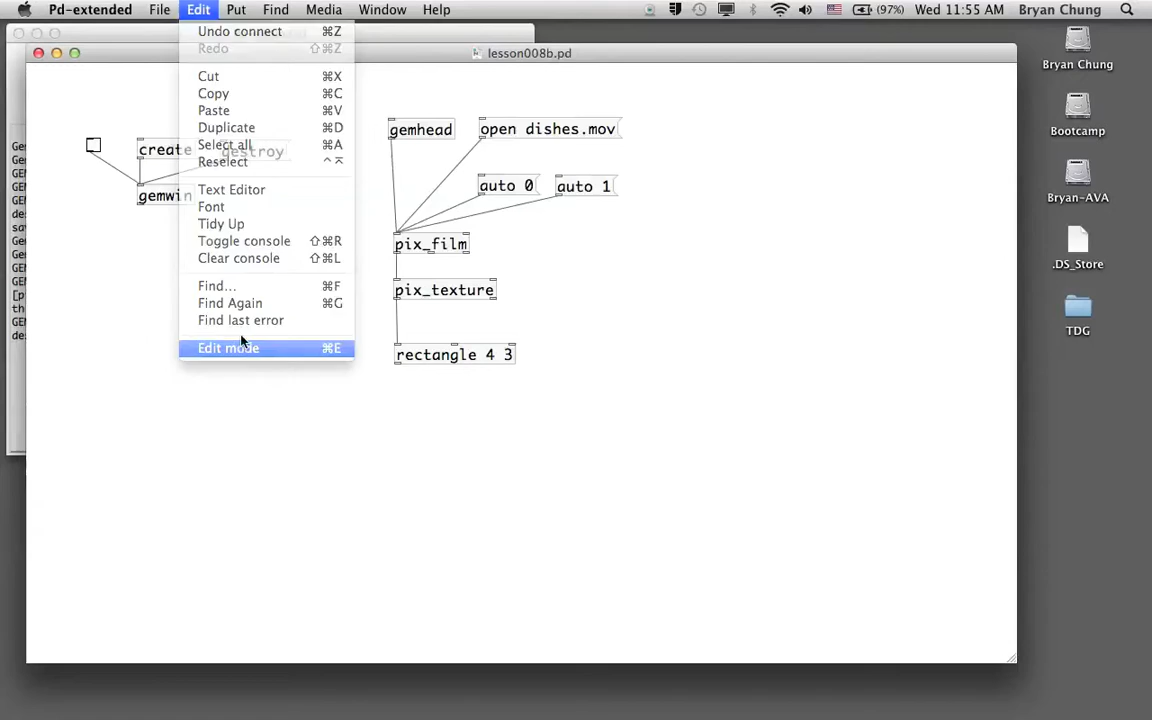 Pd-extended File Edit Put Find Media Window Help (97%) Wed 11:55 AM Bryan Chung
lesson008b.pd
Undo connect ⌘Z
Redo ⇧⌘Z
Cut ⌘X
Copy ⌘C
Paste ⌘V
Duplicate ⌘D
Select all ⌘A
Reselect ^⌤
Text Editor
Font
Tidy Up
Toggle console ⇧⌘R
Clear console ⇧⌘L
Find... ⌘F
Find Again ⌘G
Find last error
Edit mode ⌘E
create destroy
gemwin
gemhead open dishes.mov
auto 0 auto 1
pix_film
pix_texture
rectangle 4 3
Bryan Chung
Bootcamp
Bryan-AVA
.DS_Store
TDG